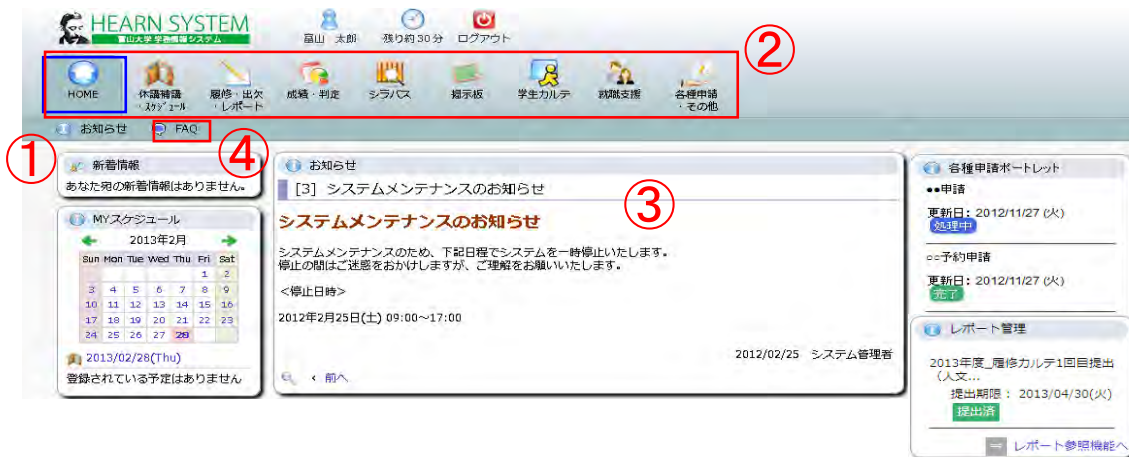 HEARN SYSTEM
富山大学 学務情報システム
富山 太郎 残り約30分 ログアウト
②
HOME 休講補講 履修・出欠 成績・判定 シラバス 掲示板 学生カルテ 就職支援 各種申請
・スケジュール ・レポート ・その他
お知らせ FAQ
① ④
新着情報
あなた宛の新着情報はありません。
MYスケジュール
2013年2月
Sun Mon Tue Wed Thu Fri Sat
1 2
3 4 5 6 7 8 9
10 11 12 13 14 15 16
17 18 19 20 21 22 23
24 25 26 27 28
2013/02/28(Thu)
登録されている予定はありません
お知らせ
[3] システムメンテナンスのお知らせ
③
システムメンテナンスのお知らせ
システムメンテナンスのため、下記日程でシステムを一時停止いたします。
停止の間はご迷惑をおかけしますが、ご理解をお願いいたします。
<停止日時>
2012年2月25日(土) 09:00～17:00
2012/02/25 システム管理者
< 前へ
各種申請ポートレット
●●申請
更新日: 2012/11/27 (火)
処理中
○○予約申請
更新日: 2012/11/27 (火)
完了
レポート管理
2013年度_履修カルテ1回目提出
(人文...
提出期限： 2013/04/30(火)
提出済
レポート参照機能へ